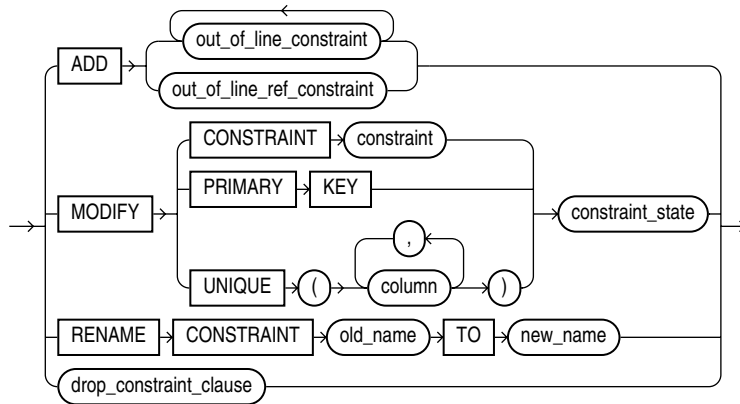 out_of_line_constraint
ADD
out_of_line_ref_constraint
CONSTRAINT constraint
PRIMARY KEY
MODIFY constraint_state
,
UNIQUE ( column )
RENAME CONSTRAINT old_name TO new_name
drop_constraint_clause